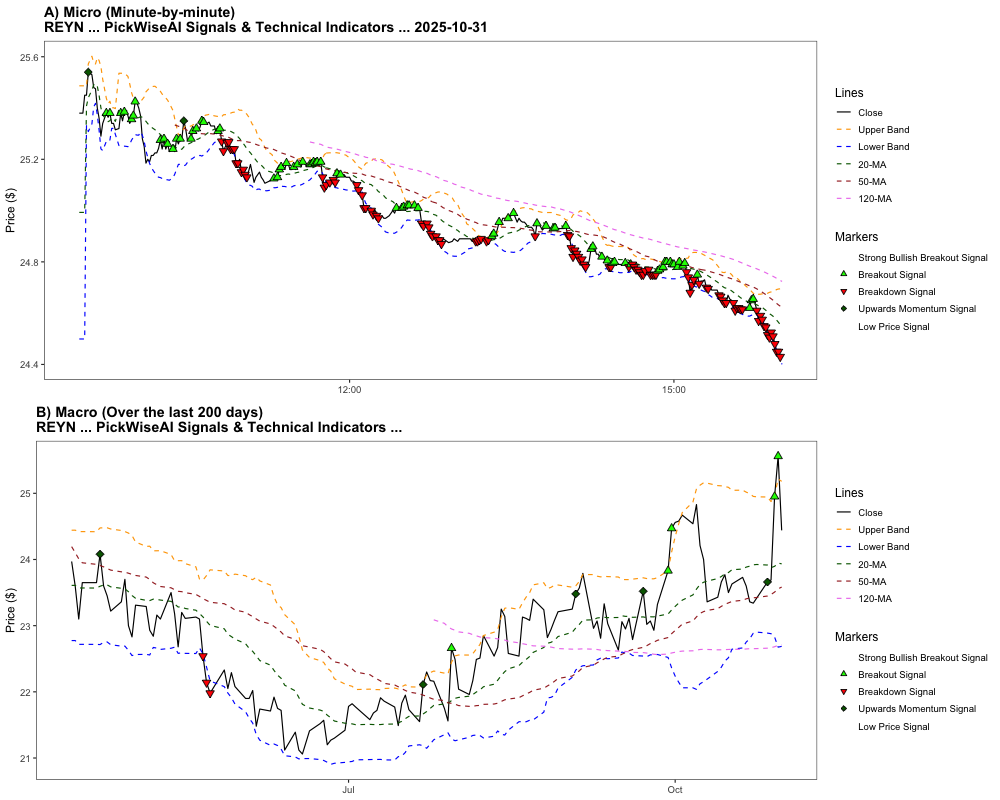 A) Micro (Minute-by-minute)
REYN ... PickWiseAI Signals & Technical Indicators ... 2025-10-31
Price ($)
25.6
25.2
24.8
24.4
12:00
15:00
Lines
Close
Upper Band
Lower Band
20-MA
50-MA
120-MA
Markers
Strong Bullish Breakout Signal
Breakout Signal
Breakdown Signal
Upwards Momentum Signal
Low Price Signal
B) Macro (Over the last 200 days)
REYN ... PickWiseAI Signals & Technical Indicators ...
Price ($)
25
24
23
22
21
Jul
Oct
Lines
Close
Upper Band
Lower Band
20-MA
50-MA
120-MA
Markers
Strong Bullish Breakout Signal
Breakout Signal
Breakdown Signal
Upwards Momentum Signal
Low Price Signal